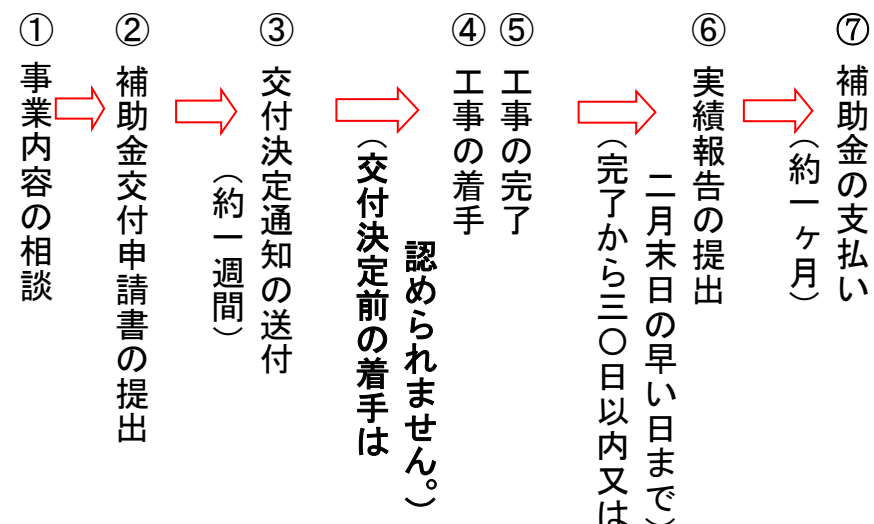 ① 事業内容の相談
② 補助金交付申請書の提出
③ 交付決定通知の送付
（約一週間）
④ 工事の着手
（交付決定前の着手は
認められません。）
⑤ 工事の完了
⑥ 実績報告の提出
（完了から三〇日以内又は
二月末日の早い日まで）
⑦ 補助金の支払い
（約一ヶ月）